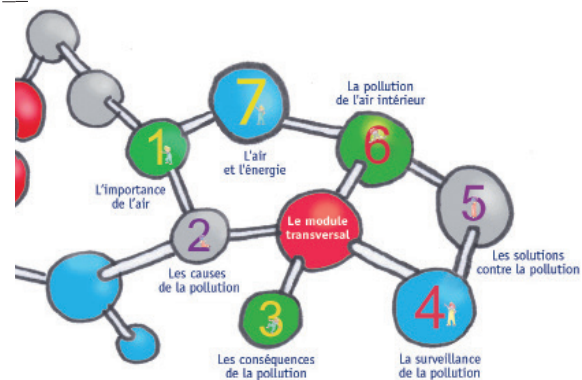 7
La pollution
de l'air intérieur
1
6
L'air
et l'énergie
L'importance
de l'air
5
2
Le module
transversal
Les causes
de la pollution
Les solutions
contre la pollution
3
4
Les conséquences
de la pollution
La surveillance
de la pollution